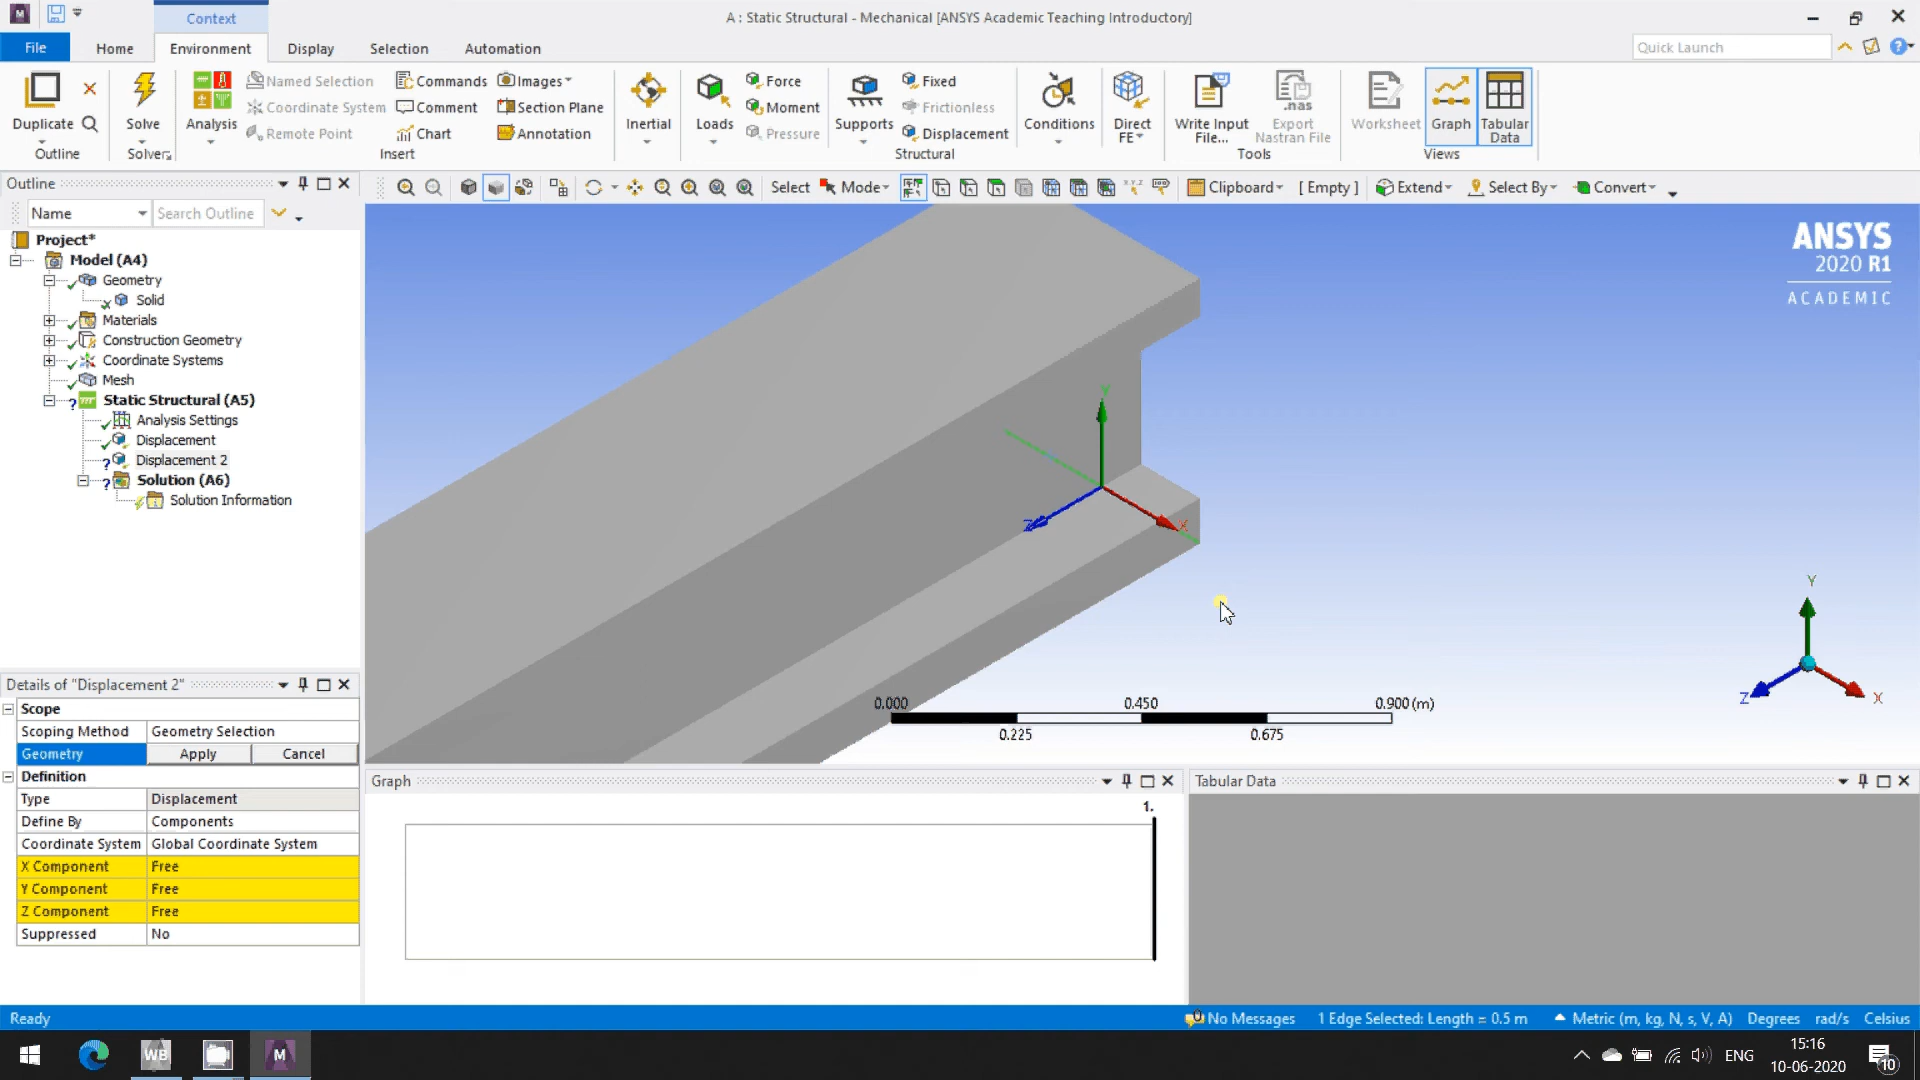 Context
A : Static Structural - Mechanical [ANSYS Academic Teaching Introductory]
File Home Environment Display Selection Automation
Quick Launch
Duplicate
Outline
Solve
Solver
Analysis
Named Selection
Coordinate System
Remote Point
Commands
Comment
Chart
Images
Section Plane
Annotation
Insert
Inertial
Loads
Force
Moment
Pressure
Supports
Fixed
Frictionless
Displacement
Structural
Conditions
Direct
FE
Write Input
File...
.nas
Export
Nastran File
Tools
Worksheet
Graph
Tabular
Data
Views
Outline
Select Mode Clipboard [ Empty ] Extend Select By Convert
Name
Search Outline
Project*
Model (A4)
Geometry
Solid
Materials
Construction Geometry
Coordinate Systems
Mesh
Static Structural (A5)
Analysis Settings
Displacement
Displacement 2
Solution (A6)
Solution Information
ANSYS
2020 R1
ACADEMIC
Y
Z
X
Y
Z
X
0.000 0.450 0.900 (m)
0.225 0.675
Details of "Displacement 2"
Scope
Scoping Method Geometry Selection
Geometry Apply Cancel
Definition
Type Displacement
Define By Components
Coordinate System Global Coordinate System
X Component Free
Y Component Free
Z Component Free
Suppressed No
Graph
1.
Tabular Data
Ready
No Messages 1 Edge Selected: Length = 0.5 m Metric (m, kg, N, s, V, A) Degrees rad/s Celsius
WB M
ENG
15:16
10-06-2020
10